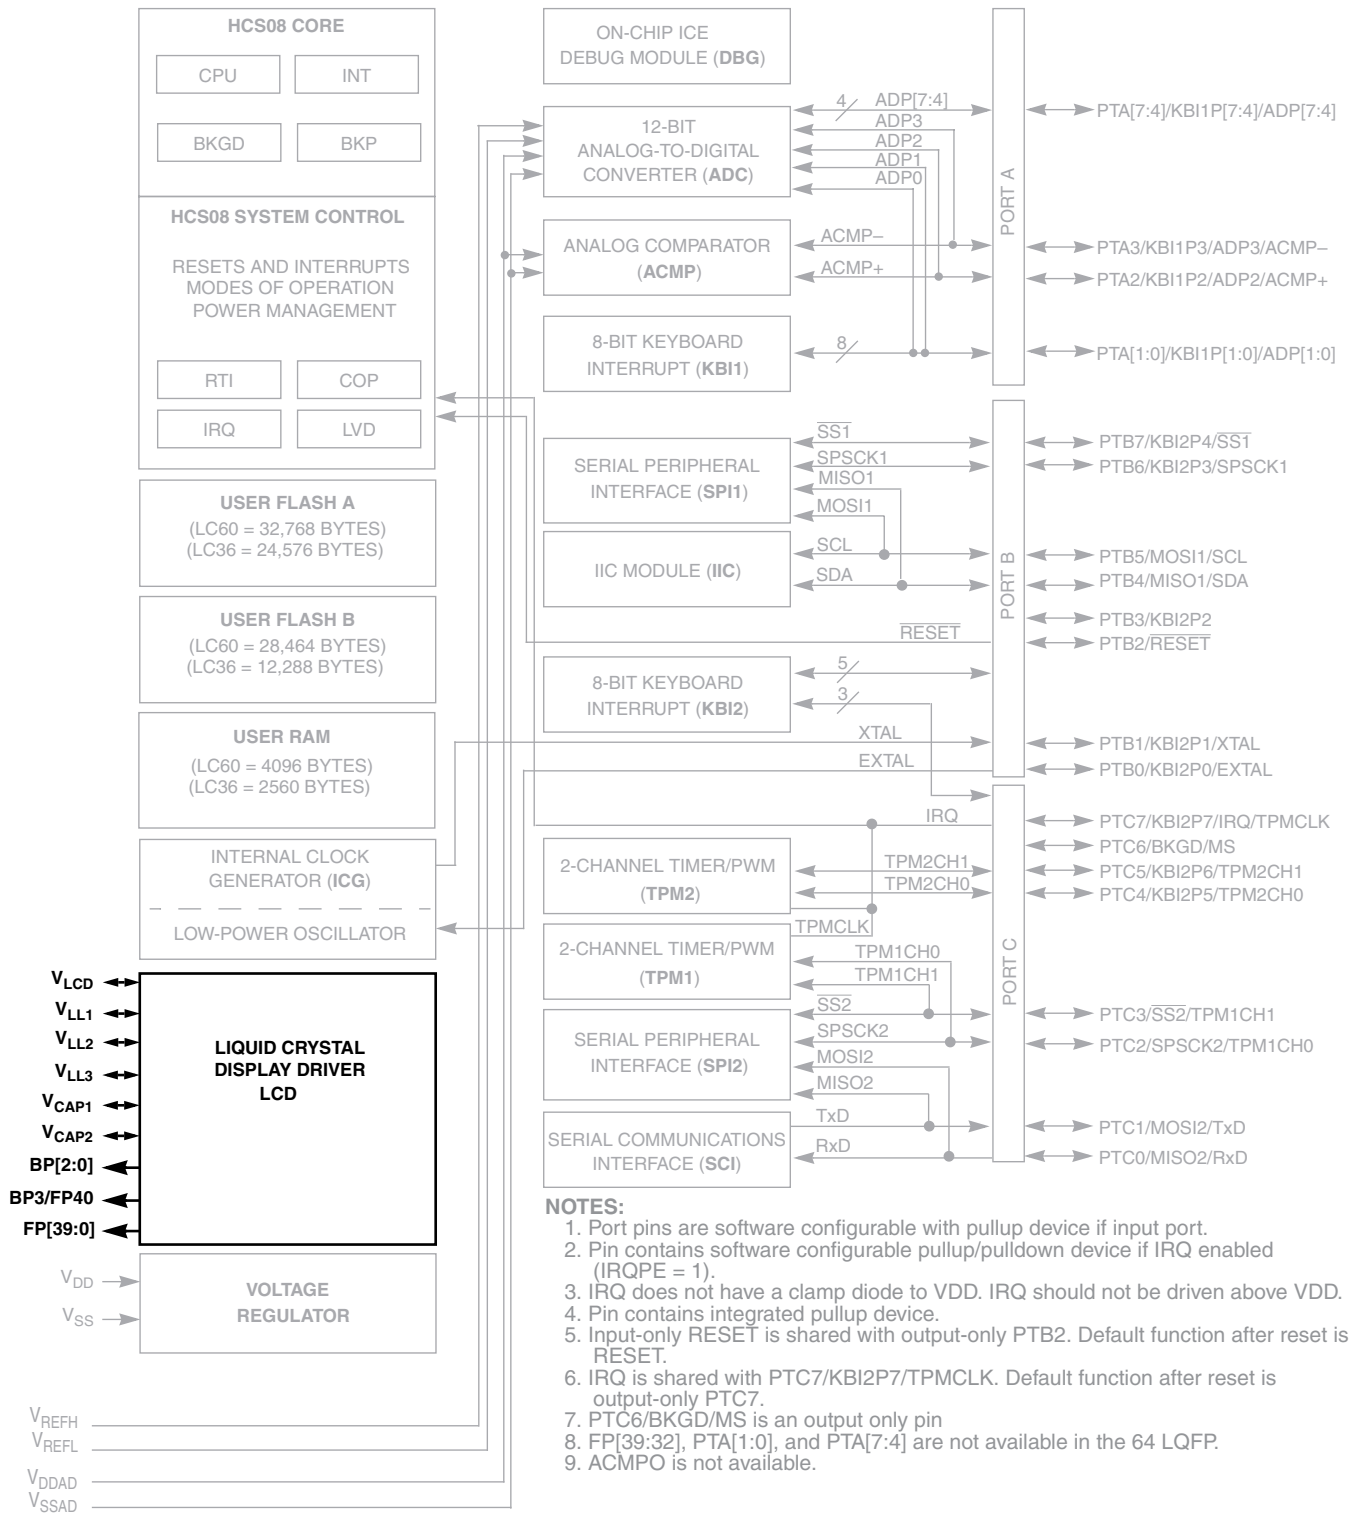 HCS08 CORE
CPU
INT
BKGD
BKP
HCS08 SYSTEM CONTROL
RESETS AND INTERRUPTS
MODES OF OPERATION
POWER MANAGEMENT
RTI
COP
IRQ
LVD
USER FLASH A
(LC60 = 32,768 BYTES)
(LC36 = 24,576 BYTES)
USER FLASH B
(LC60 = 28,464 BYTES)
(LC36 = 12,288 BYTES)
USER RAM
(LC60 = 4096 BYTES)
(LC36 = 2560 BYTES)
INTERNAL CLOCK
GENERATOR (ICG)
LOW-POWER OSCILLATOR
VLCD
VLL1
VLL2
VLL3
VCAP1
VCAP2
BP[2:0]
BP3/FP40
FP[39:0]
LIQUID CRYSTAL
DISPLAY DRIVER
LCD
VDD
VSS
VOLTAGE
REGULATOR
VREFH
VREFL
VDDAD
VSSAD
ON-CHIP ICE
DEBUG MODULE (DBG)
12-BIT
ANALOG-TO-DIGITAL
CONVERTER (ADC)
4
ADP[7:4]
ADP3
ADP2
ADP1
ADP0
ANALOG COMPARATOR
(ACMP)
ACMP–
ACMP+
8-BIT KEYBOARD
INTERRUPT (KBI1)
8
PORT A
PTA[7:4]/KBI1P[7:4]/ADP[7:4]
PTA3/KBI1P3/ADP3/ACMP–
PTA2/KBI1P2/ADP2/ACMP+
PTA[1:0]/KBI1P[1:0]/ADP[1:0]
SERIAL PERIPHERAL
INTERFACE (SPI1)
SS1
SPSCK1
MISO1
MOSI1
IIC MODULE (IIC)
SCL
SDA
RESET
8-BIT KEYBOARD
INTERRUPT (KBI2)
5
3
XTAL
EXTAL
PORT B
PTB7/KBI2P4/SS1
PTB6/KBI2P3/SPSCK1
PTB5/MOSI1/SCL
PTB4/MISO1/SDA
PTB3/KBI2P2
PTB2/RESET
PTB1/KBI2P1/XTAL
PTB0/KBI2P0/EXTAL
IRQ
2-CHANNEL TIMER/PWM
(TPM2)
TPM2CH1
TPM2CH0
TPMCLK
2-CHANNEL TIMER/PWM
(TPM1)
TPM1CH0
TPM1CH1
SERIAL PERIPHERAL
INTERFACE (SPI2)
SS2
SPSCK2
MOSI2
MISO2
SERIAL COMMUNICATIONS
INTERFACE (SCI)
TxD
RxD
PORT C
PTC7/KBI2P7/IRQ/TPMCLK
PTC6/BKGD/MS
PTC5/KBI2P6/TPM2CH1
PTC4/KBI2P5/TPM2CH0
PTC3/SS2/TPM1CH1
PTC2/SPSCK2/TPM1CH0
PTC1/MOSI2/TxD
PTC0/MISO2/RxD
NOTES:
1. Port pins are software configurable with pullup device if input port.
2. Pin contains software configurable pullup/pulldown device if IRQ enabled
(IRQPE = 1).
3. IRQ does not have a clamp diode to VDD. IRQ should not be driven above VDD.
4. Pin contains integrated pullup device.
5. Input-only RESET is shared with output-only PTB2. Default function after reset is
RESET.
6. IRQ is shared with PTC7/KBI2P7/TPMCLK. Default function after reset is
output-only PTC7.
7. PTC6/BKGD/MS is an output only pin
8. FP[39:32], PTA[1:0], and PTA[7:4] are not available in the 64 LQFP.
9. ACMPO is not available.